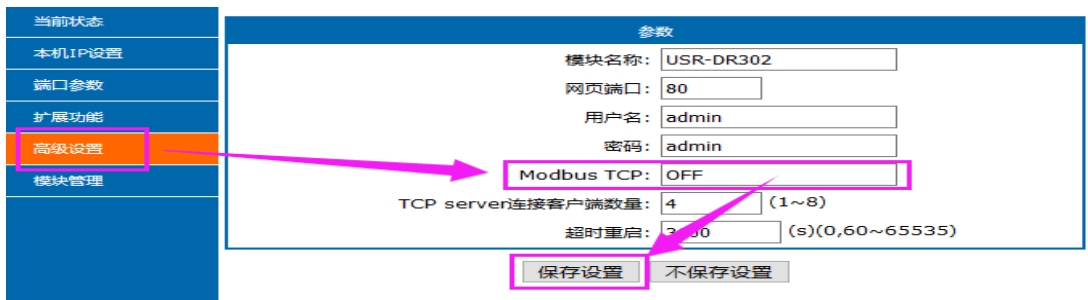 当前状态
本机IP设置
端口参数
扩展功能
高级设置
模块管理
参数
模块名称: USR-DR302
网页端口: 80
用户名: admin
密码: admin
Modbus TCP: OFF
TCP server连接客户端数量: 4 (1~8)
超时重启: (s)(0,60~65535)
保存设置 不保存设置